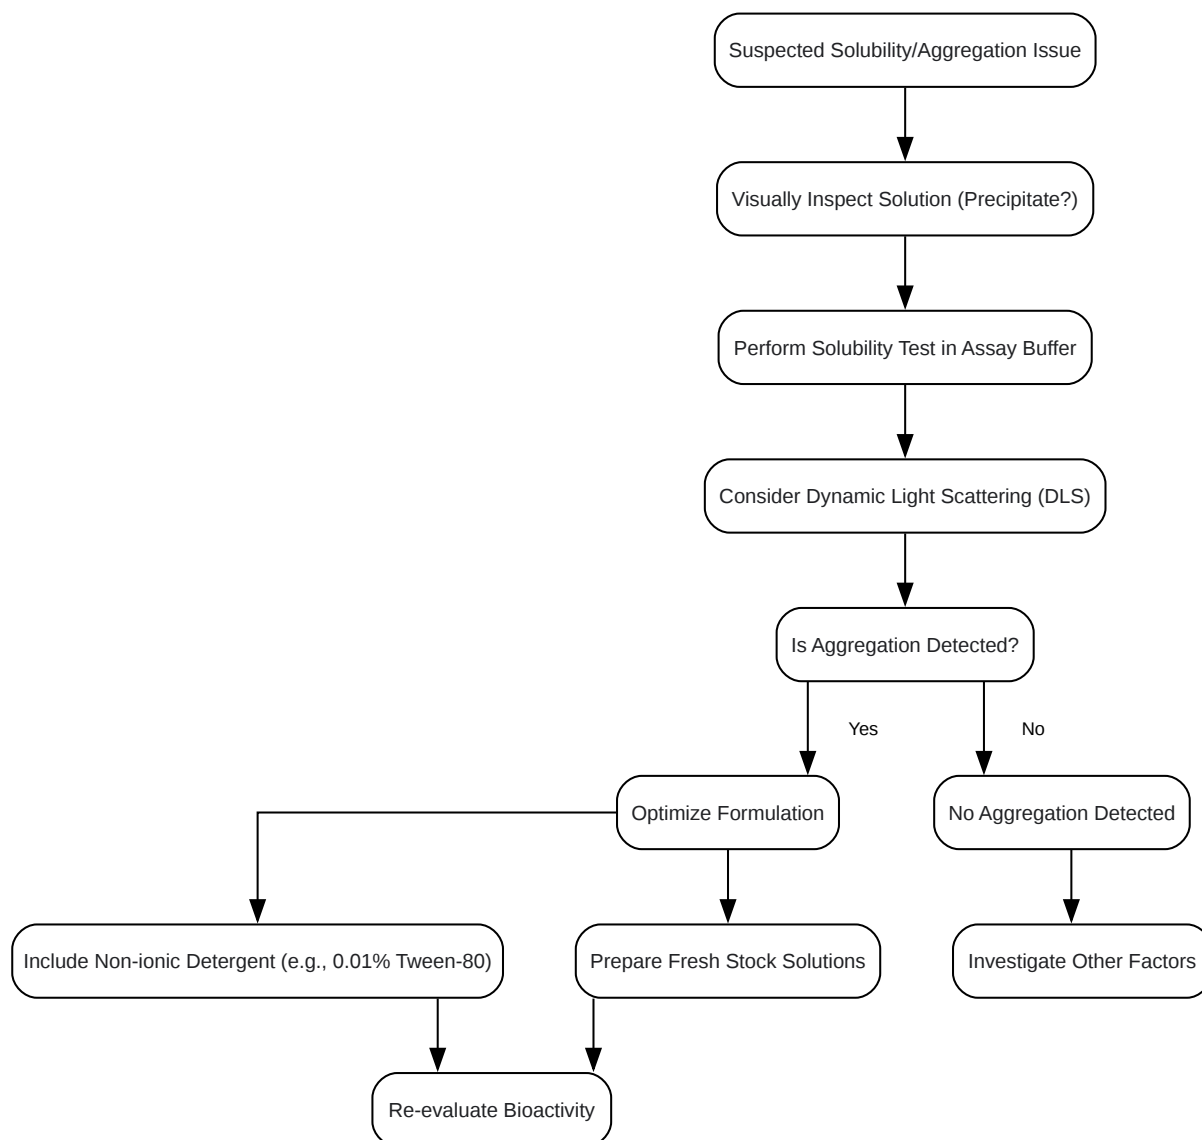 Suspected Solubility/Aggregation Issue
Visually Inspect Solution (Precipitate?)
Perform Solubility Test in Assay Buffer
Consider Dynamic Light Scattering (DLS)
Is Aggregation Detected?
Yes
No
Optimize Formulation
No Aggregation Detected
Include Non-ionic Detergent (e.g., 0.01% Tween-80)
Prepare Fresh Stock Solutions
Investigate Other Factors
Re-evaluate Bioactivity